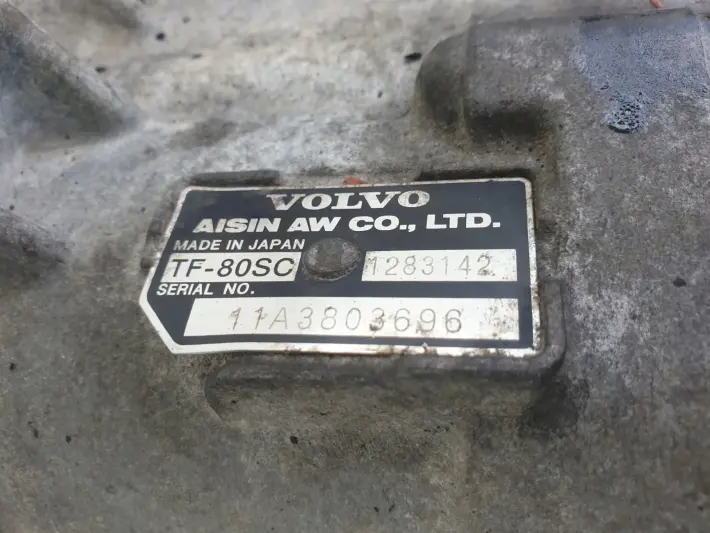 VOLVO
AISIN AW CO., LTD.
MADE IN JAPAN
TF-80SC 1283142
SERIAL NO.
11A3803696